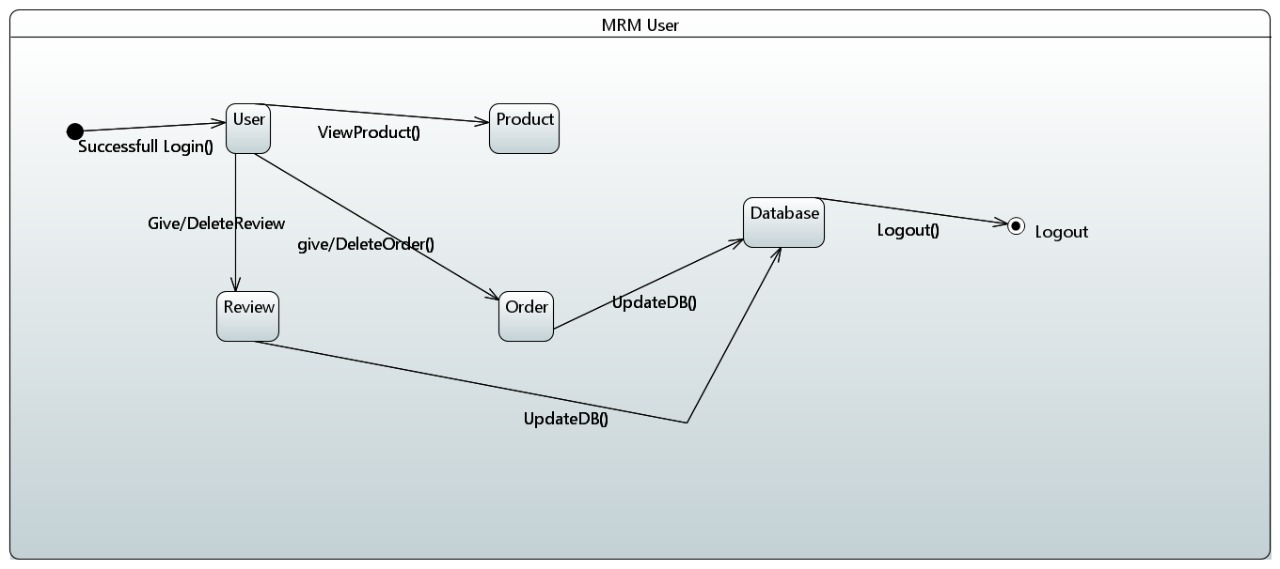 MRM User
User
Product
Successfull Login()
ViewProduct()
Database
Give/DeleteReview
give/DeleteOrder()
Logout()
Logout
Review
Order
UpdateDB()
UpdateDB()